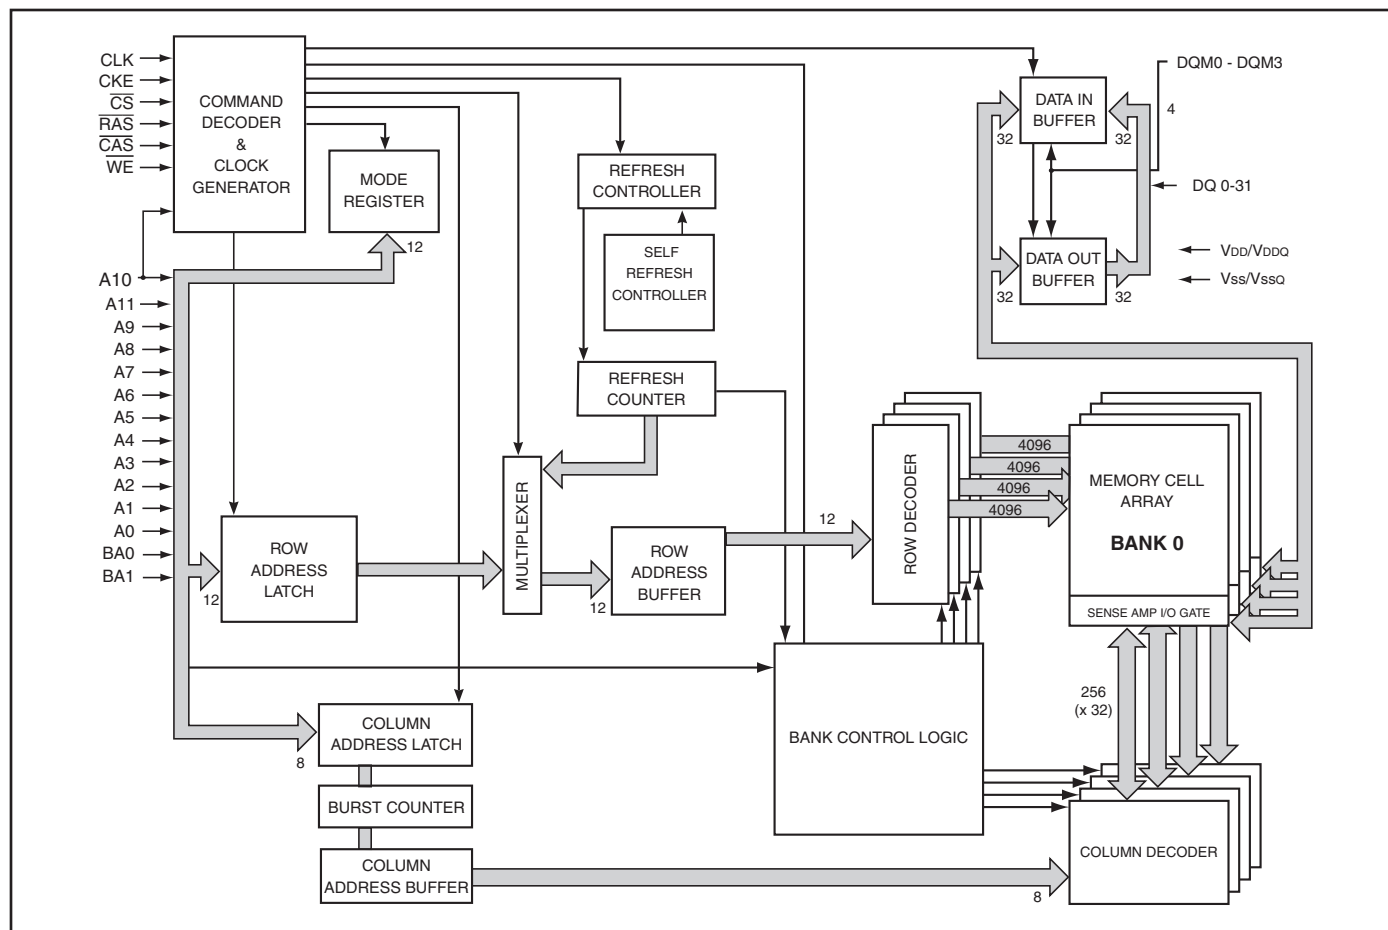 CLK
CKE
C̅S̅
R̅A̅S̅
C̅A̅S̅
W̅E̅
A10
A11
A9
A8
A7
A6
A5
A4
A3
A2
A1
A0
BA0
BA1
COMMAND
DECODER
&
CLOCK
GENERATOR
MODE
REGISTER
12
REFRESH
CONTROLLER
SELF
REFRESH
CONTROLLER
REFRESH
COUNTER
DATA IN
BUFFER
32
32
DQM0 - DQM3
4
DQ 0-31
DATA OUT
BUFFER
32
32
VDD/VDDQ
Vss/VssQ
MULTIPLEXER
ROW
ADDRESS
LATCH
12
ROW
ADDRESS
BUFFER
12
12
ROW DECODER
4096
4096
4096
4096
MEMORY CELL
ARRAY
BANK 0
SENSE AMP I/O GATE
256
(x 32)
BANK CONTROL LOGIC
COLUMN
ADDRESS LATCH
8
BURST COUNTER
COLUMN
ADDRESS BUFFER
8
COLUMN DECODER